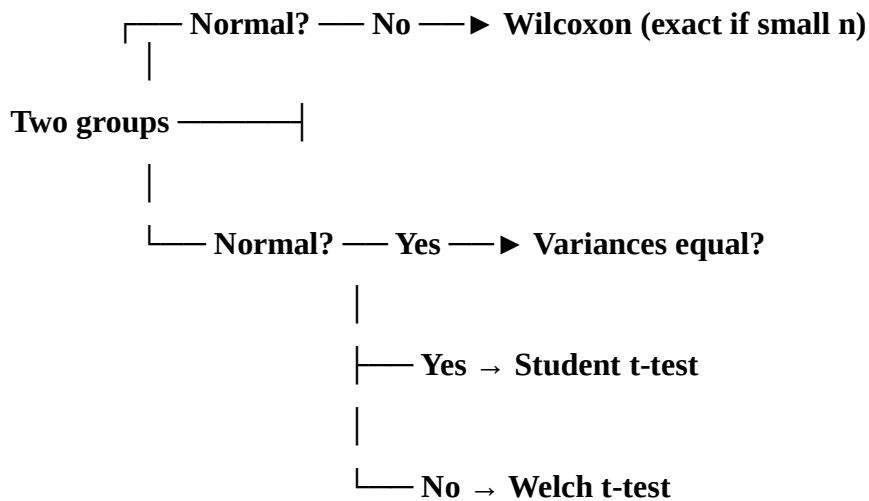 Normal? No ► Wilcoxon (exact if small n)
Two groups
Normal? Yes ► Variances equal?
Yes → Student t-test
No → Welch t-test